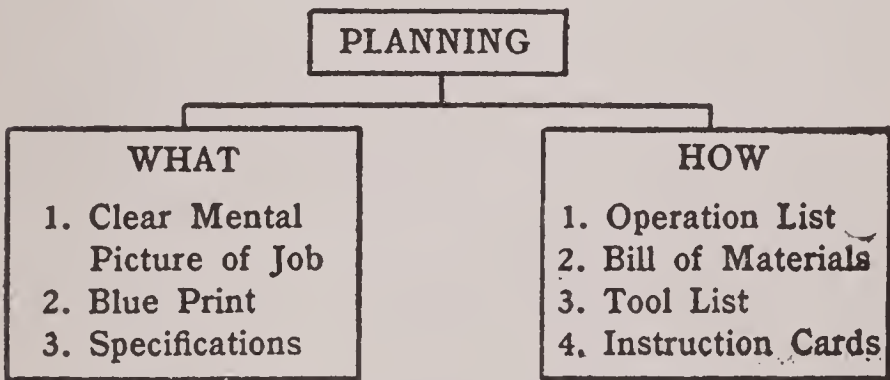 PLANNING
WHAT
1. Clear Mental
Picture of Job
2. Blue Print
3. Specifications
HOW
1. Operation List
2. Bill of Materials
3. Tool List
4. Instruction Cards